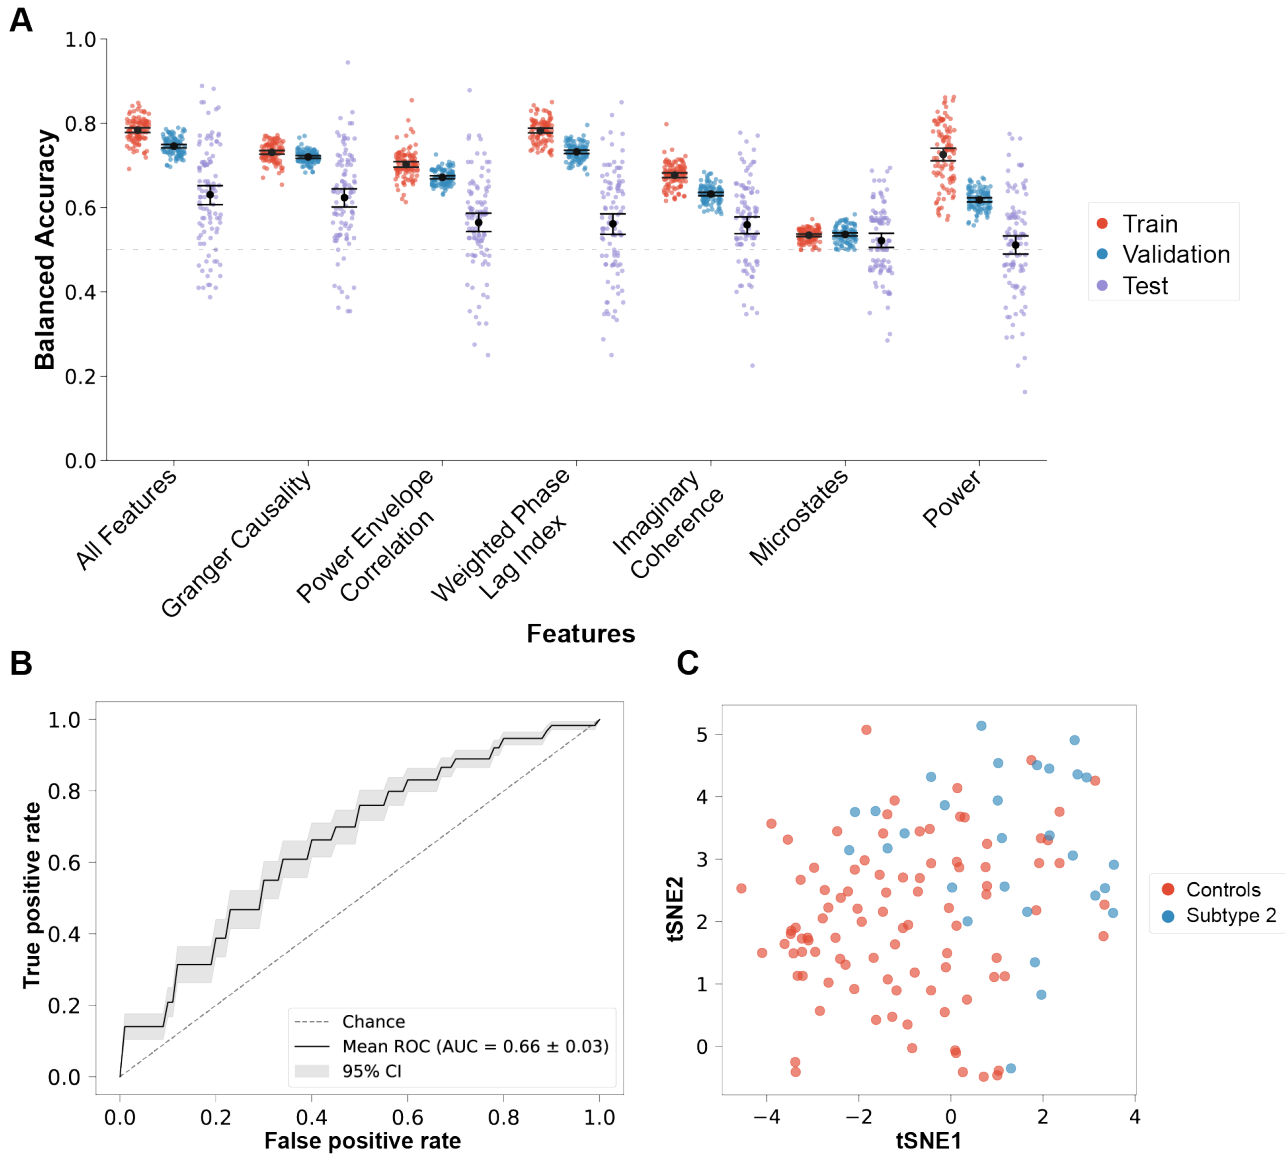 A
1.0
0.8
0.6
0.4
0.2
0.0
Balanced Accuracy
All Features
Granger Causality
Power Envelope
Correlation
Weighted Phase
Lag Index
Imaginary
Coherence
Microstates
Power
Features
Train
Validation
Test
B
1.0
0.8
0.6
0.4
0.2
0.0
True positive rate
Chance
Mean ROC (AUC = 0.66 ± 0.03)
95% CI
0.0 0.2 0.4 0.6 0.8 1.0
False positive rate
C
5
4
3
2
1
0
tSNE2
−4 −2 0 2 4
tSNE1
Controls
Subtype 2